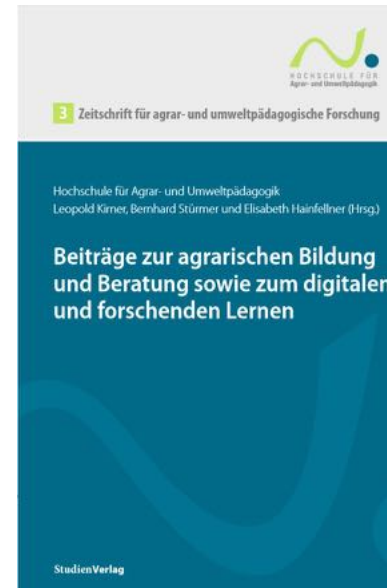 HOCHSCHULE FÜR
Agrar- und Umweltpädagogik
3 Zeitschrift für agrar- und umweltpädagogische Forschung
Hochschule für Agrar- und Umweltpädagogik
Leopold Kirner, Bernhard Stürmer und Elisabeth Hainfellner (Hrsg.)
Beiträge zur agrarischen Bildung
und Beratung sowie zum digitalen
und forschenden Lernen
StudienVerlag